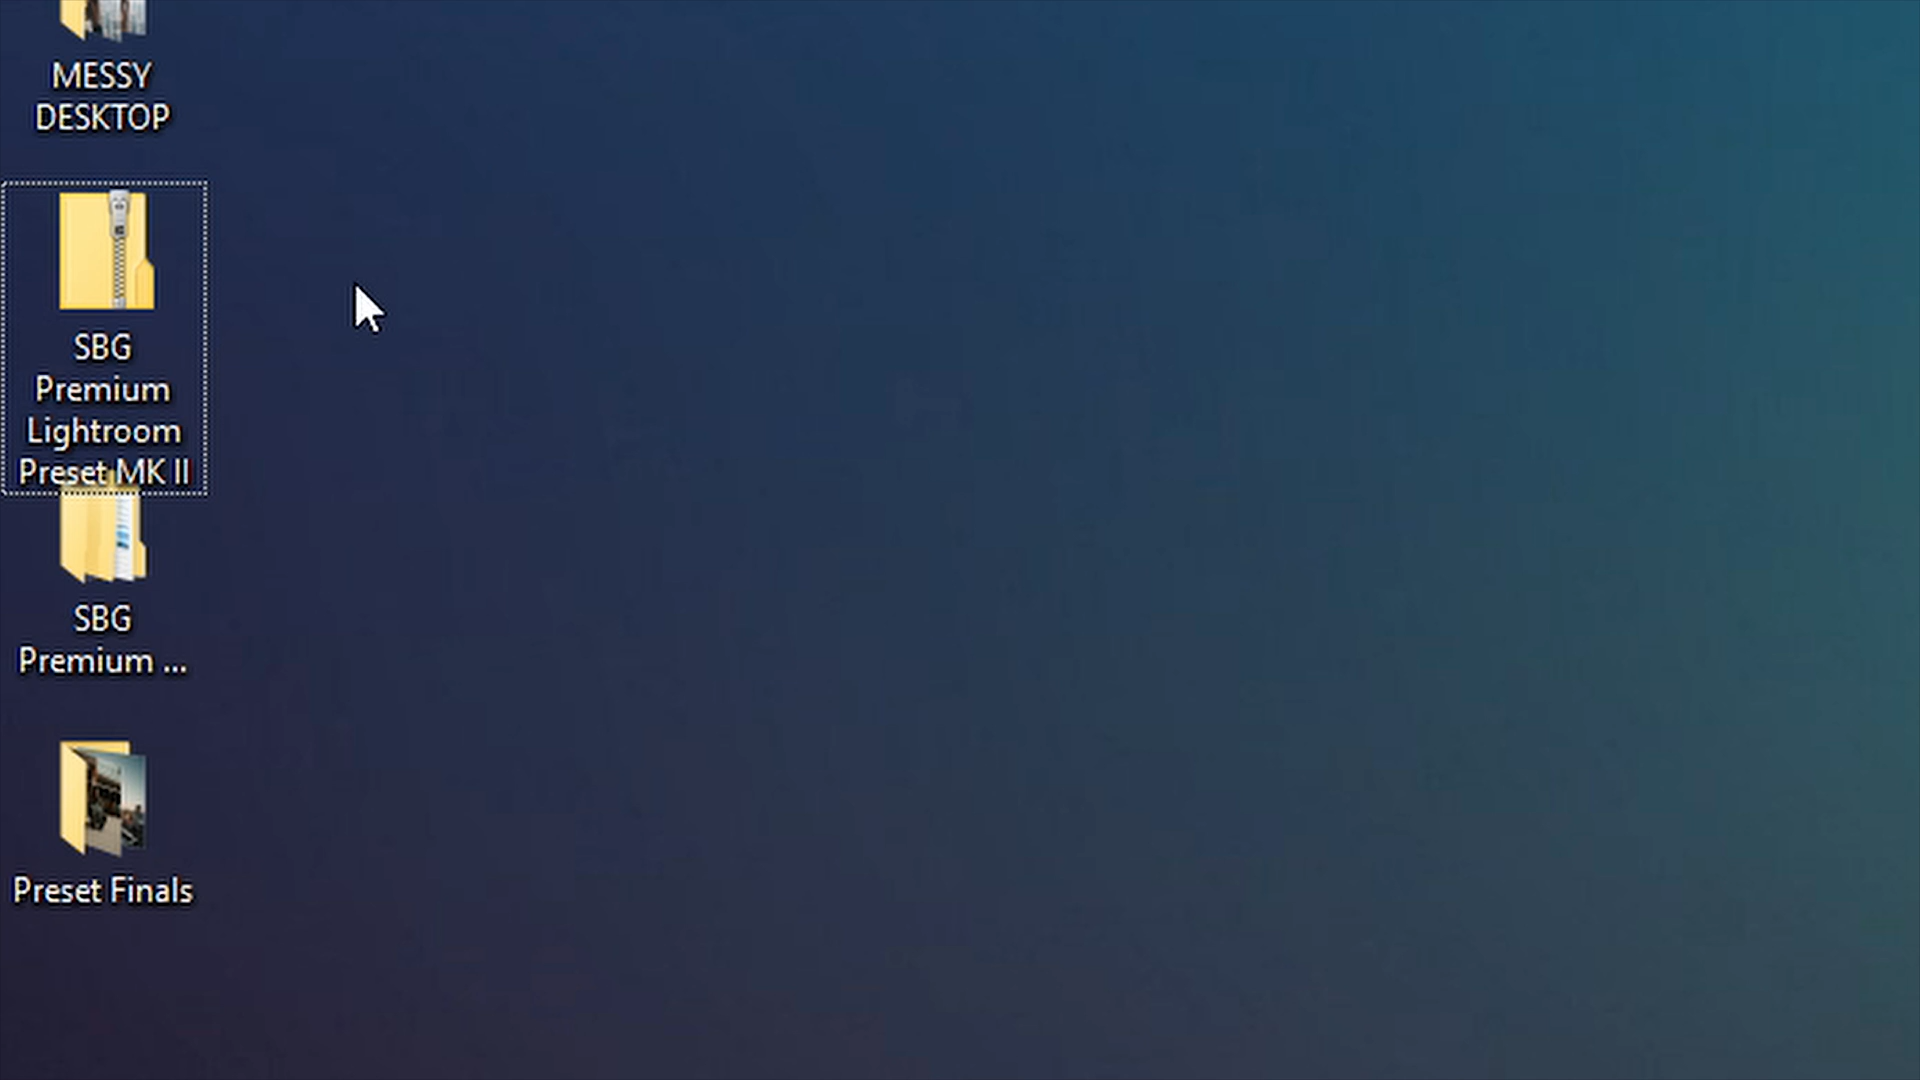 MESSY
DESKTOP
SBG
Premium
Lightroom
Preset MK II
SBG
Premium ...
Preset Finals